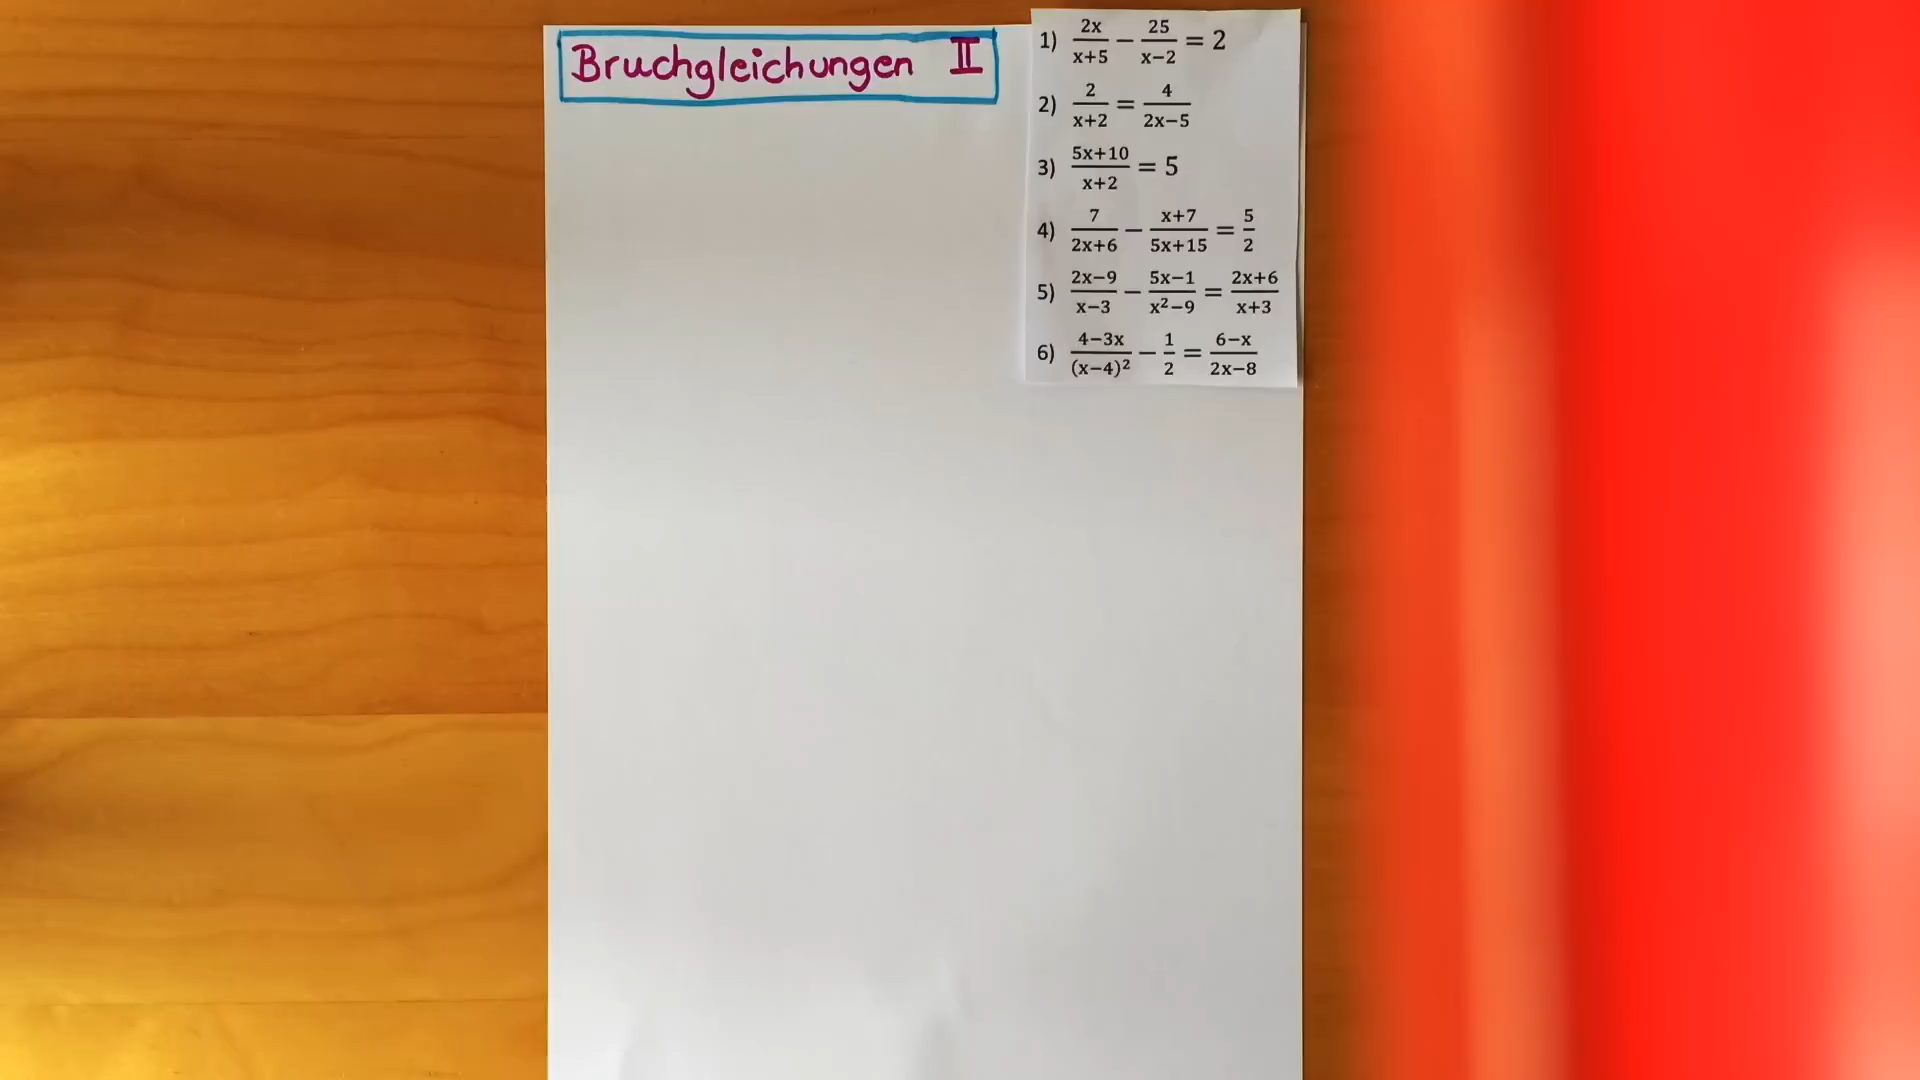 Bruchgleichungen II
1) 2x/(x+5) − 25/(x−2) = 2
2) 2/(x+2) = 4/(2x−5)
3) (5x+10)/(x+2) = 5
4) 7/(2x+6) − (x+7)/(5x+15) = 5/2
5) (2x−9)/(x−3) − (5x−1)/(x²−9) = (2x+6)/(x+3)
6) (4−3x)/(x−4)² − 1/2 = (6−x)/(2x−8)